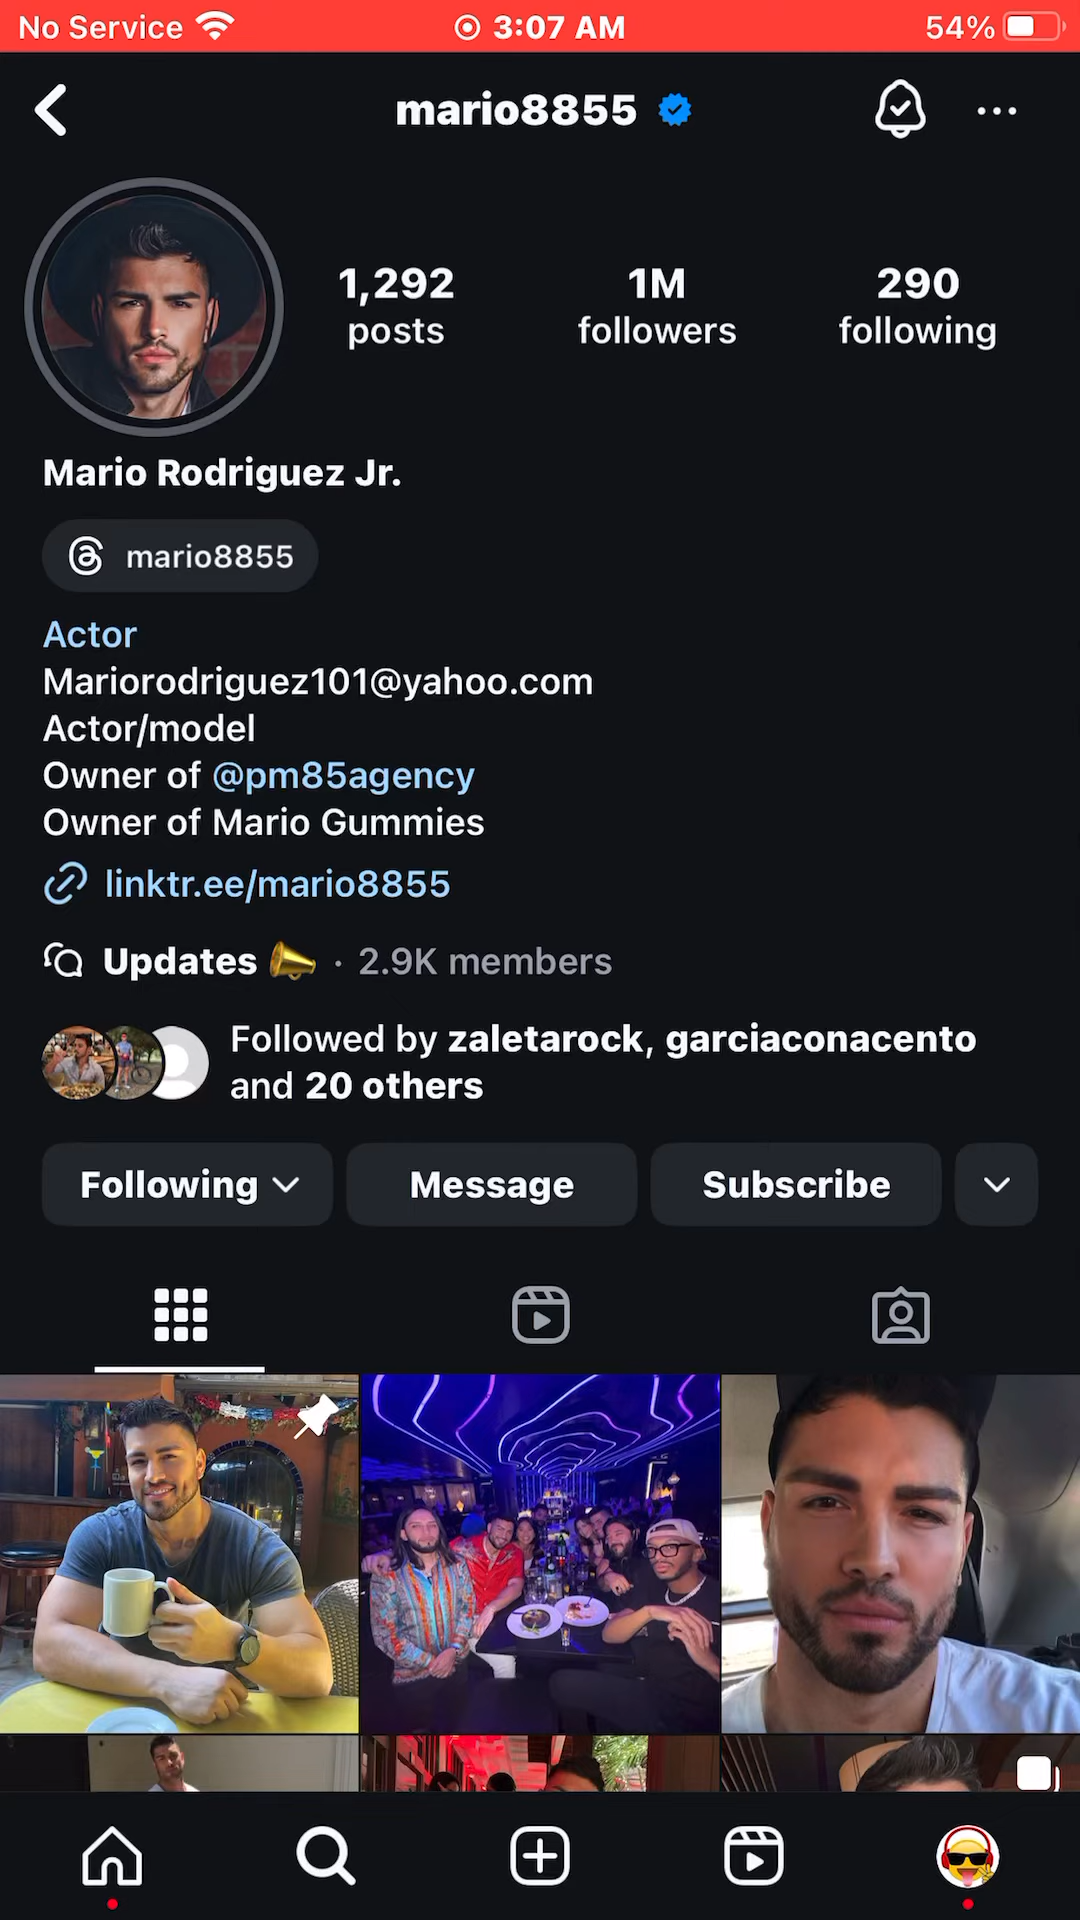 No Service 3:07 AM 54%
mario8855
1,292 1M 290
posts followers following
Mario Rodriguez Jr.
mario8855
Actor
Mariorodriguez101@yahoo.com
Actor/model
Owner of @pm85agency
Owner of Mario Gummies
linktr.ee/mario8855
Updates · 2.9K members
Followed by zaletarock, garciaconacento
and 20 others
Following Message Subscribe